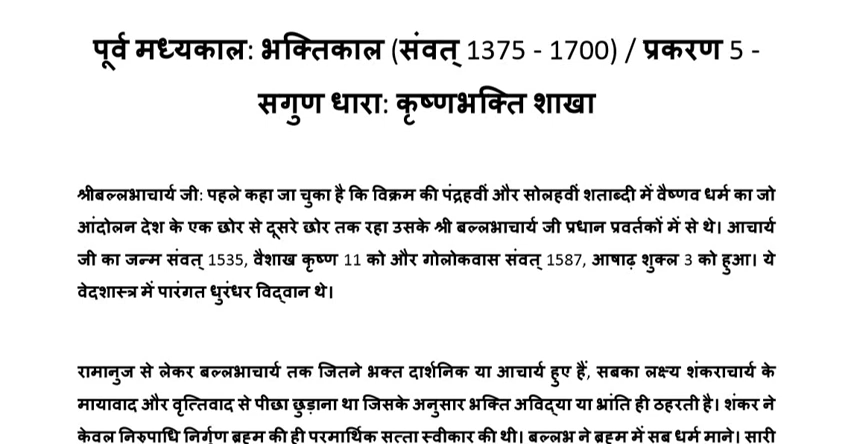 पूर्व मध्यकाल: भक्तिकाल (संवत् 1375 - 1700) / प्रकरण 5 -
सगुण धारा: कृष्णभक्ति शाखा
श्रीबल्लभाचार्य जी: पहले कहा जा चुका है कि विक्रम की पंद्रहवीं और सोलहवीं शताब्दी में वैष्णव धर्म का जो
आंदोलन देश के एक छोर से दूसरे छोर तक रहा उसके श्री बल्लभाचार्य जी प्रधान प्रवर्तकों में से थे। आचार्य
जी का जन्म संवत् 1535, वैशाख कृष्ण 11 को और गोलोकवास संवत् 1587, आषाढ़ शुक्ल 3 को हुआ। ये
वेदशास्त्र में पारंगत धुरंधर विद्वान थे।
रामानुज से लेकर बल्लभाचार्य तक जितने भक्त दार्शनिक या आचार्य हुए हैं, सबका लक्ष्य शंकराचार्य के
मायावाद और वृत्तिवाद से पीछा छुड़ाना था जिसके अनुसार भक्ति अविद्या या भ्रांति ही ठहरती है। शंकर ने
केवल निरुपाधि निर्गुण ब्रह्म की ही परमार्थिक सत्ता स्वीकार की थी। बल्लभ ने ब्रह्म में सब धर्म माने। सारी